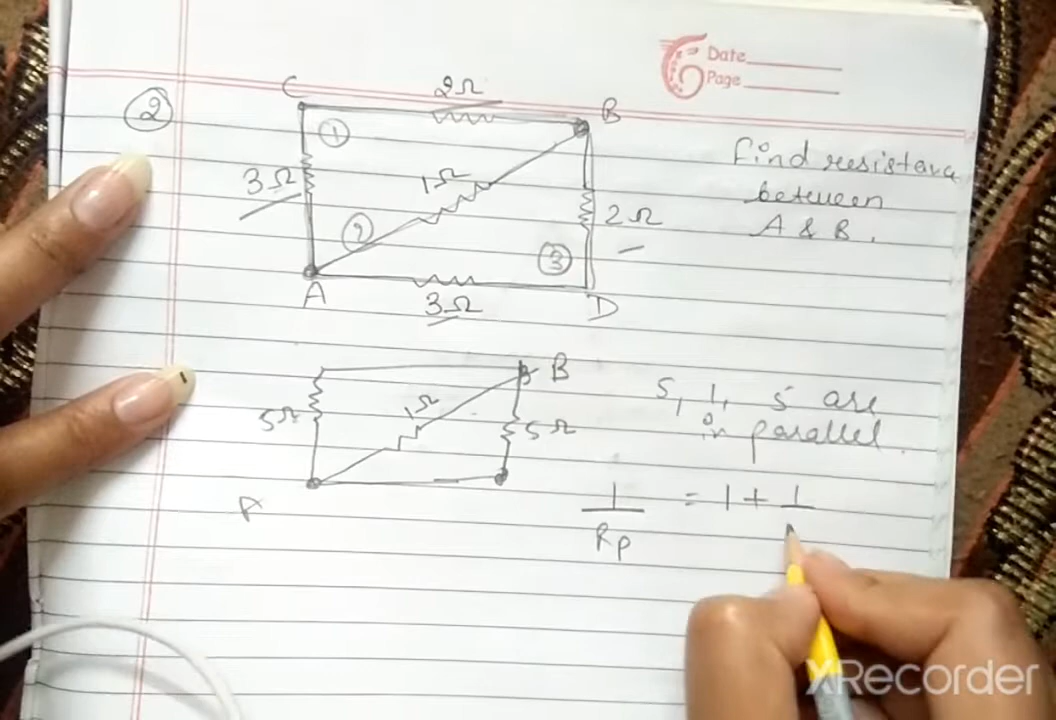 Date
Page
②
C
2Ω
B
①
3Ω
1Ω
2Ω
②
③
A
3Ω
D
Find resistance
between
A & B.
B
5Ω
1Ω
5Ω
A
5, 1, 5 are
in parallel.
1/Rp = 1 + 1/
XRecorder